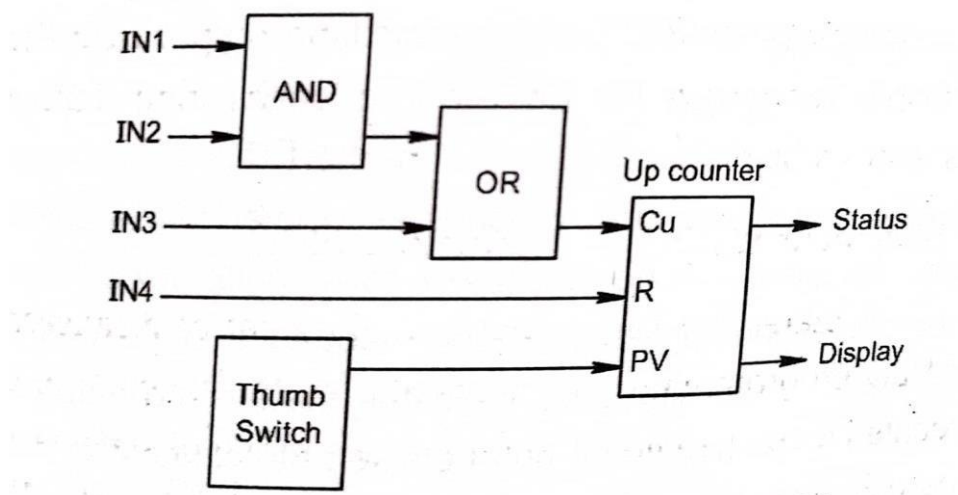 IN1
AND
IN2
OR
Up counter
IN3
Cu
Status
IN4
R
PV
Display
Thumb
Switch